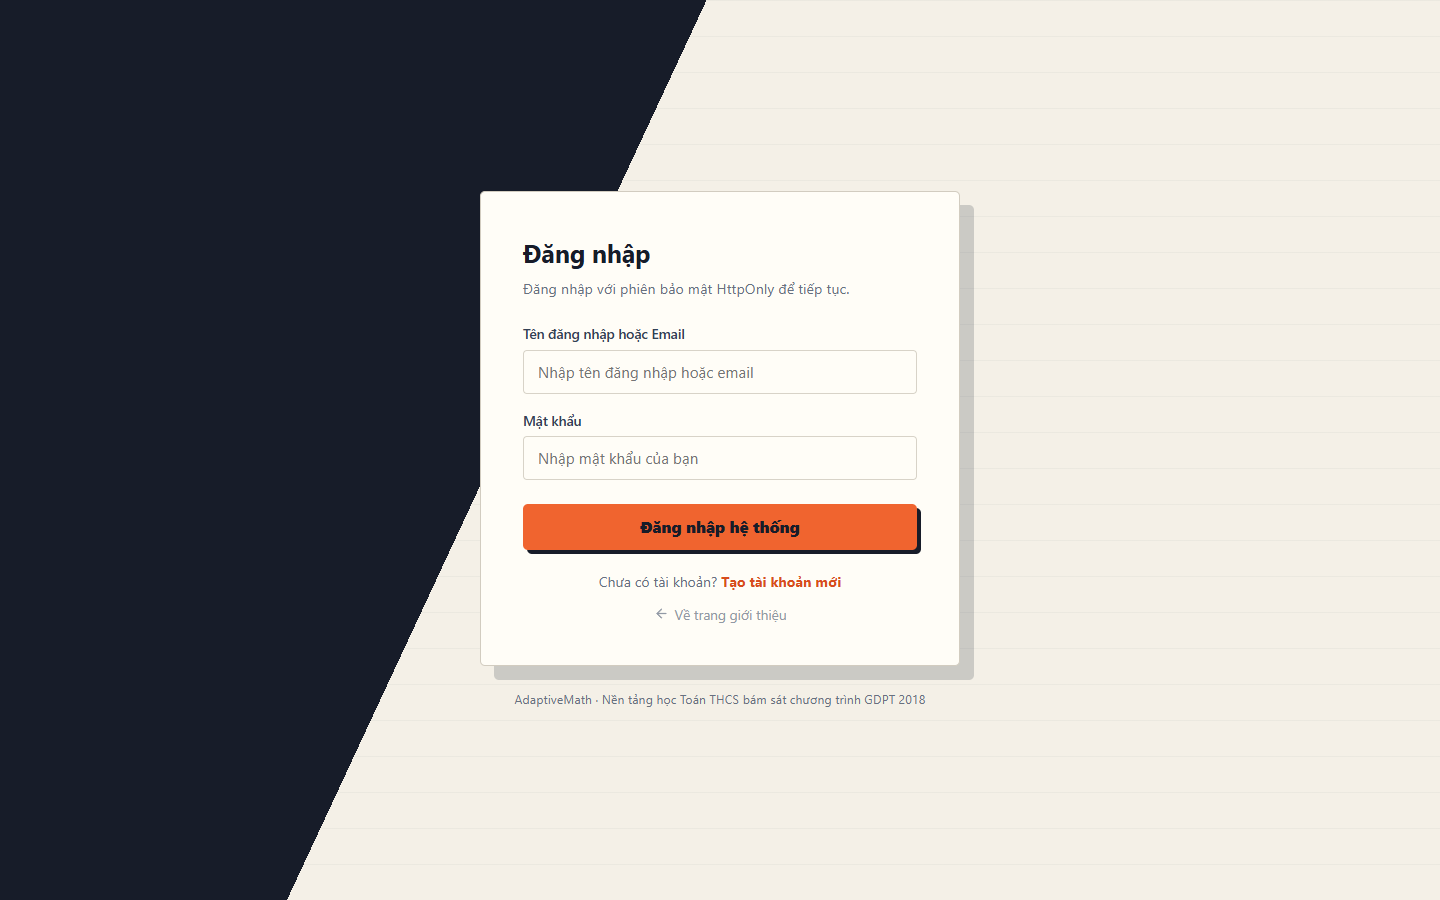 Đăng nhập
Đăng nhập với phiên bảo mật HttpOnly để tiếp tục.
Tên đăng nhập hoặc Email
Nhập tên đăng nhập hoặc email
Mật khẩu
Nhập mật khẩu của bạn
Đăng nhập hệ thống
Chưa có tài khoản? Tạo tài khoản mới
← Về trang giới thiệu
AdaptiveMath · Nền tảng học Toán THCS bám sát chương trình GDPT 2018